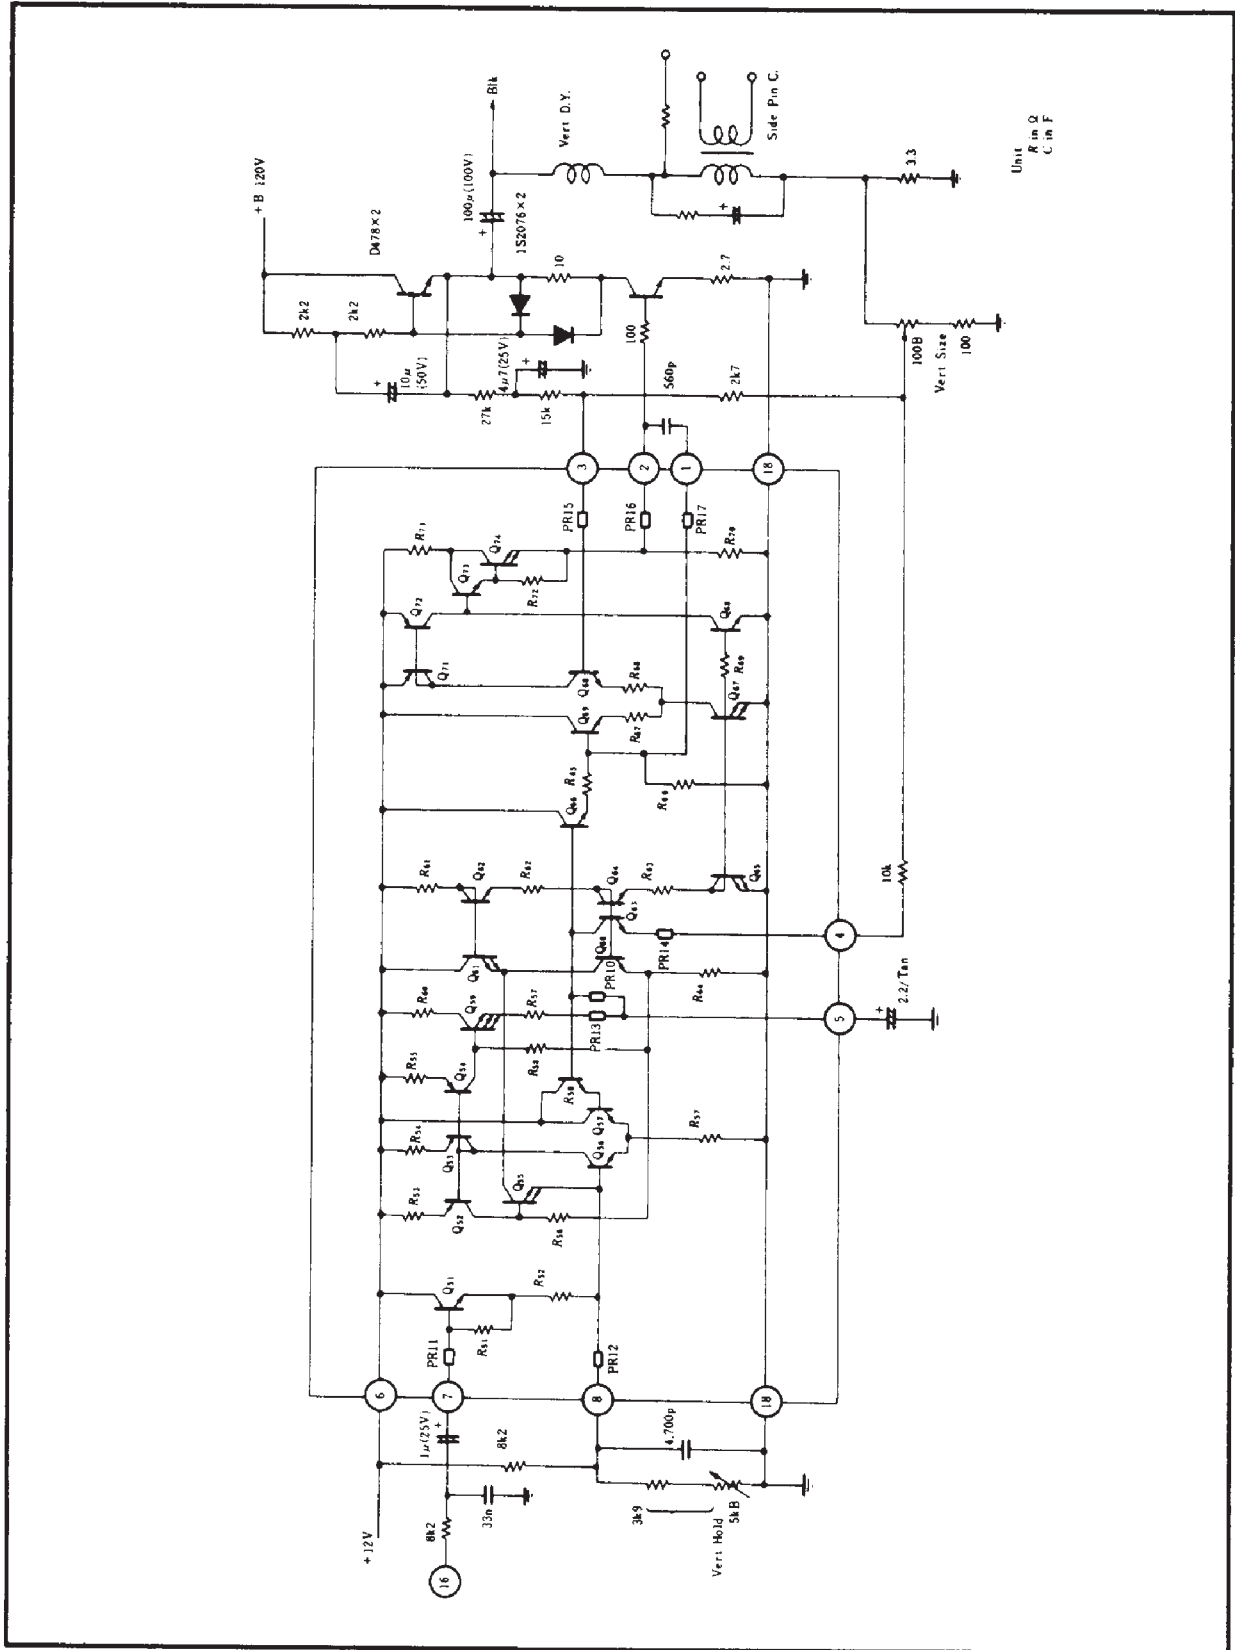 +B 120V
D478×2
100μ(100V)
1S2076×2
Blk
Vert D.Y.
Side Pin C.
Unit
R in Ω
C in F
2k2
2k2
10μ
(50V)
4μ7(25V)
27k
15k
10
100
2.7
560p
2k7
3.3
100B
Vert Size
100
3
2
1
18
PR15
PR16
PR17
R71
Q74
Q73
R72
R70
Q72
Q71
Q68
R68
Q69
R67
R69
Q67
R65
Q66
R66
R61
Q62
R62
Q64
R63
Q65
Q63
Q61
Q60
PR14
R64
10k
4
R60
Q59
R57
PR10
PR13
5
2.2/Tan
R55
Q54
R58
R54
Q53
Q57
Q56
R57
R53
Q52
Q55
R56
Q51
R51
R52
PR11
PR12
6
7
8
18
1μ(25V)
8k2
4,700p
+12V
8k2
33n
3k9
Vert Hold
5kB
16